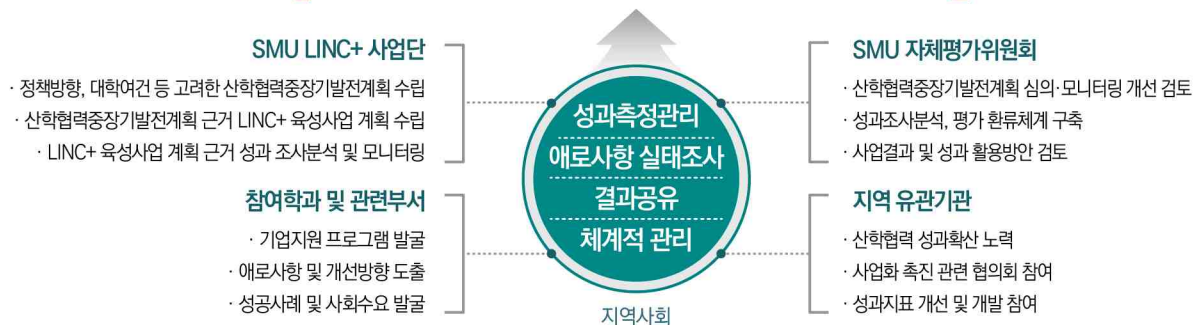 SMU LINC+ 사업단
· 정책방향, 대학여건 등 고려한 산학협력중장기발전계획 수립
· 산학협력중장기발전계획 근거 LINC+ 육성사업 계획 수립
· LINC+ 육성사업 계획 근거 성과 조사분석 및 모니터링
참여학과 및 관련부서
· 기업지원 프로그램 발굴
· 애로사항 및 개선방향 도출
· 성공사례 및 사회수요 발굴
성과측정관리
애로사항 실태조사
결과공유
체계적 관리
지역사회
SMU 자체평가위원회
· 산학협력중장기발전계획 심의·모니터링 개선 검토
· 성과조사분석, 평가 환류체계 구축
· 사업결과 및 성과 활용방안 검토
지역 유관기관
· 산학협력 성과확산 노력
· 사업화 촉진 관련 협의회 참여
· 성과지표 개선 및 개발 참여